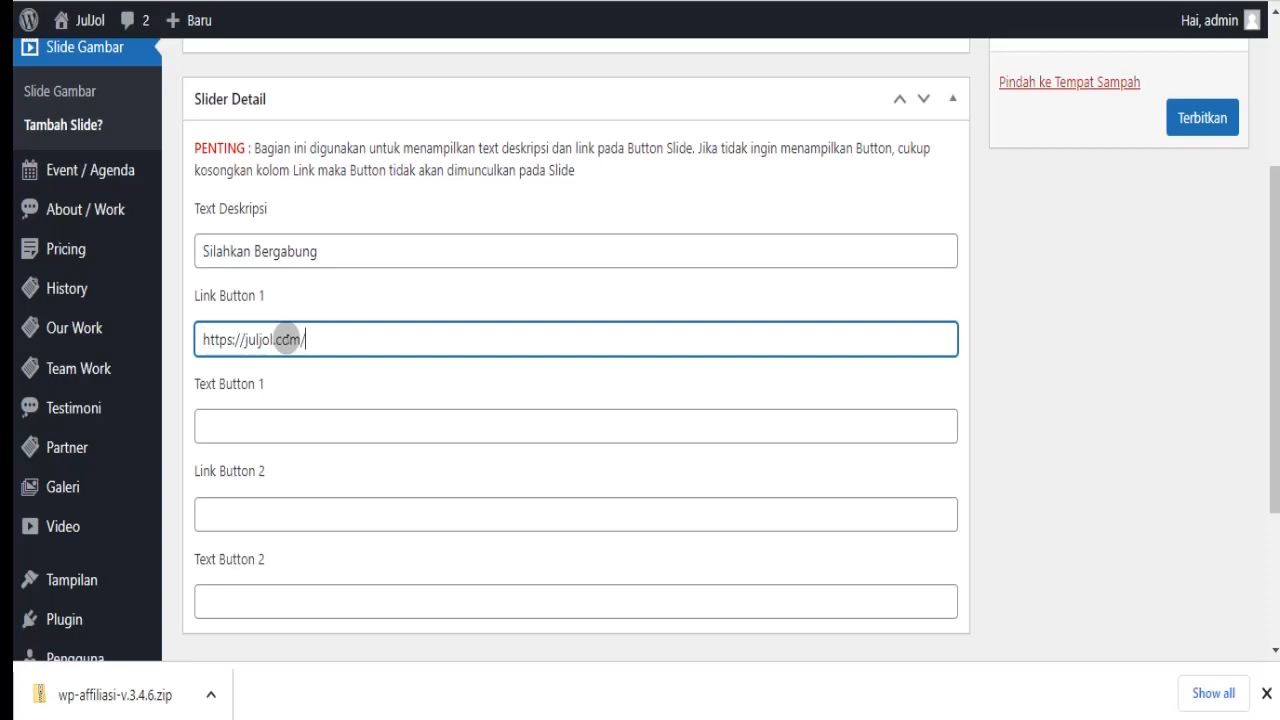 JulJol
2
Baru
Hai, admin
Slide Gambar
Slide Gambar
Tambah Slide?
Event / Agenda
About / Work
Pricing
History
Our Work
Team Work
Testimoni
Partner
Galeri
Video
Tampilan
Plugin
Pengguna
Slider Detail
PENTING : Bagian ini digunakan untuk menampilkan text deskripsi dan link pada Button Slide. Jika tidak ingin menampilkan Button, cukup
kosongkan kolom Link maka Button tidak akan dimunculkan pada Slide
Text Deskripsi
Silahkan Bergabung
Link Button 1
https://juljol.com/
Text Button 1
Link Button 2
Text Button 2
Pindah ke Tempat Sampah
Terbitkan
wp-affiliasi-v.3.4.6.zip
Show all